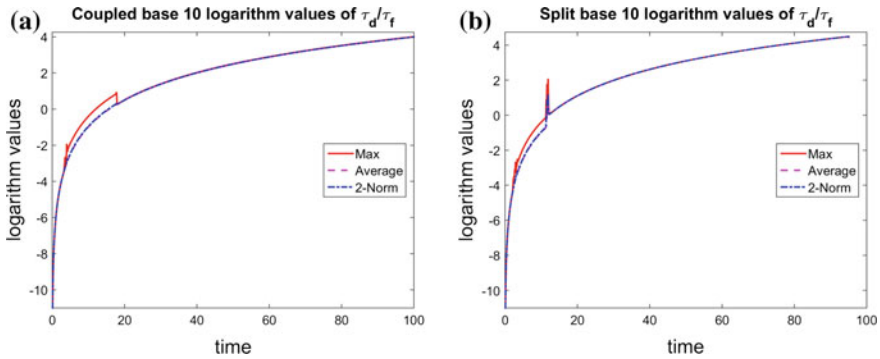 (a)
Coupled base 10 logarithm values of τd/τf
4
2
0
-2
-4
-6
-8
-10
logarithm values
Max
Average
2-Norm
0
20
40
60
80
100
time
(b)
Split base 10 logarithm values of τd/τf
4
2
0
-2
-4
-6
-8
-10
logarithm values
Max
Average
2-Norm
0
20
40
60
80
100
time